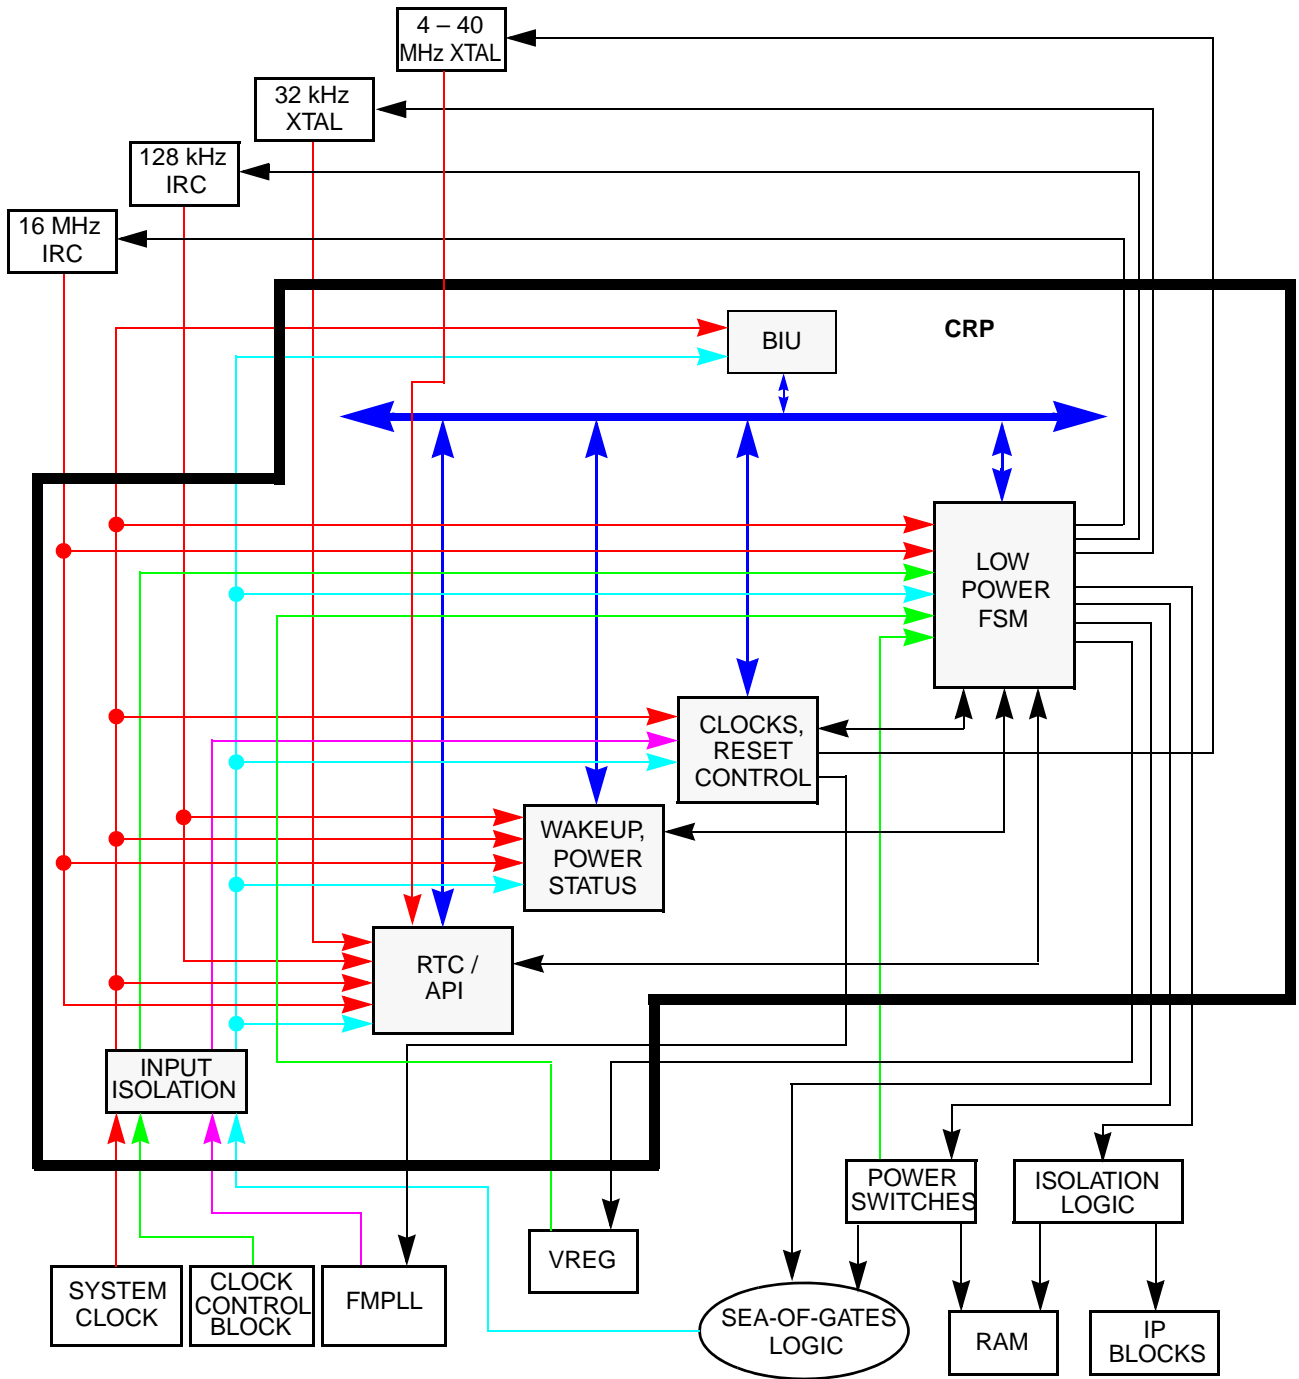 4 – 40
MHz XTAL
32 kHz
XTAL
128 kHz
IRC
16 MHz
IRC
BIU
CRP
LOW
POWER
FSM
CLOCKS,
RESET
CONTROL
WAKEUP,
POWER
STATUS
RTC /
API
INPUT
ISOLATION
POWER
SWITCHES
ISOLATION
LOGIC
VREG
SYSTEM
CLOCK
CLOCK
CONTROL
BLOCK
FMPLL
SEA-OF-GATES
LOGIC
RAM
IP
BLOCKS